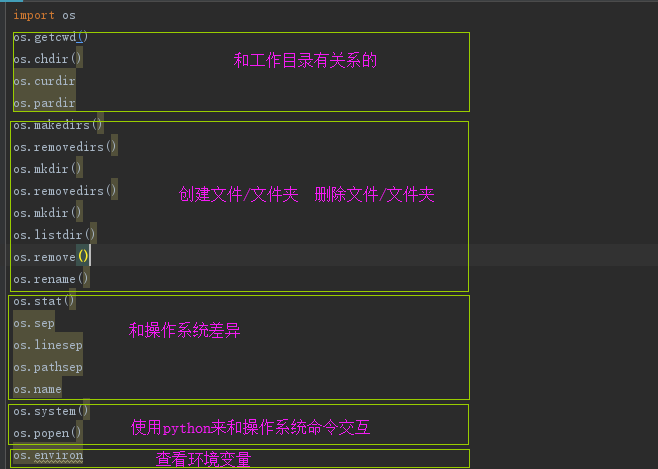 import os
os.getcwd()
os.chdir()
和工作目录有关系的
os.curdir
os.pardir
os.makedirs()
os.removedirs()
os.mkdir()
os.removedirs()
创建文件/文件夹 删除文件/文件夹
os.mkdir()
os.listdir()
os.remove()
os.rename()
os.stat()
os.sep
和操作系统差异
os.linesep
os.pathsep
os.name
os.system()
使用python来和操作系统命令交互
os.popen()
os.environ
查看环境变量